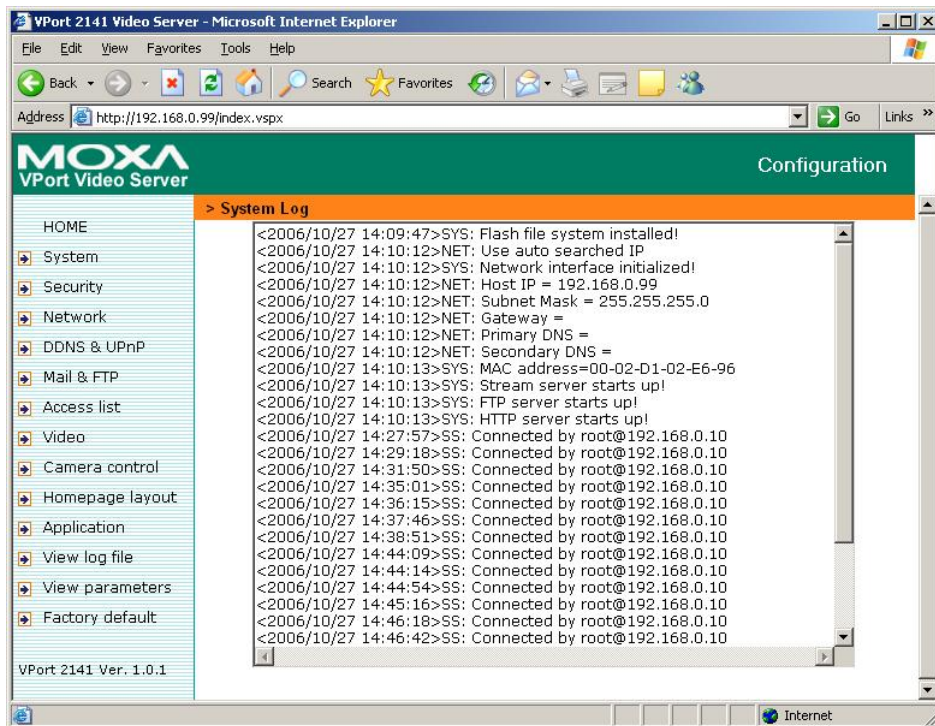 VPort 2141 Video Server - Microsoft Internet Explorer
File Edit View Favorites Tools Help
Back Search Favorites
Address http://192.168.0.99/index.vspx Go Links »
MOXA
VPort Video Server
Configuration
> System Log
HOME
System
Security
Network
DDNS & UPnP
Mail & FTP
Access list
Video
Camera control
Homepage layout
Application
View log file
View parameters
Factory default
VPort 2141 Ver. 1.0.1
<2006/10/27 14:09:47>SYS: Flash file system installed!
<2006/10/27 14:10:12>NET: Use auto searched IP
<2006/10/27 14:10:12>SYS: Network interface initialized!
<2006/10/27 14:10:12>NET: Host IP = 192.168.0.99
<2006/10/27 14:10:12>NET: Subnet Mask = 255.255.255.0
<2006/10/27 14:10:12>NET: Gateway =
<2006/10/27 14:10:12>NET: Primary DNS =
<2006/10/27 14:10:12>NET: Secondary DNS =
<2006/10/27 14:10:13>SYS: MAC address=00-02-D1-02-E6-96
<2006/10/27 14:10:13>SYS: Stream server starts up!
<2006/10/27 14:10:13>SYS: FTP server starts up!
<2006/10/27 14:10:13>SYS: HTTP server starts up!
<2006/10/27 14:27:57>SS: Connected by root@192.168.0.10
<2006/10/27 14:29:18>SS: Connected by root@192.168.0.10
<2006/10/27 14:31:50>SS: Connected by root@192.168.0.10
<2006/10/27 14:35:01>SS: Connected by root@192.168.0.10
<2006/10/27 14:36:15>SS: Connected by root@192.168.0.10
<2006/10/27 14:37:46>SS: Connected by root@192.168.0.10
<2006/10/27 14:38:51>SS: Connected by root@192.168.0.10
<2006/10/27 14:44:09>SS: Connected by root@192.168.0.10
<2006/10/27 14:44:14>SS: Connected by root@192.168.0.10
<2006/10/27 14:44:54>SS: Connected by root@192.168.0.10
<2006/10/27 14:45:16>SS: Connected by root@192.168.0.10
<2006/10/27 14:46:18>SS: Connected by root@192.168.0.10
<2006/10/27 14:46:42>SS: Connected by root@192.168.0.10
Internet